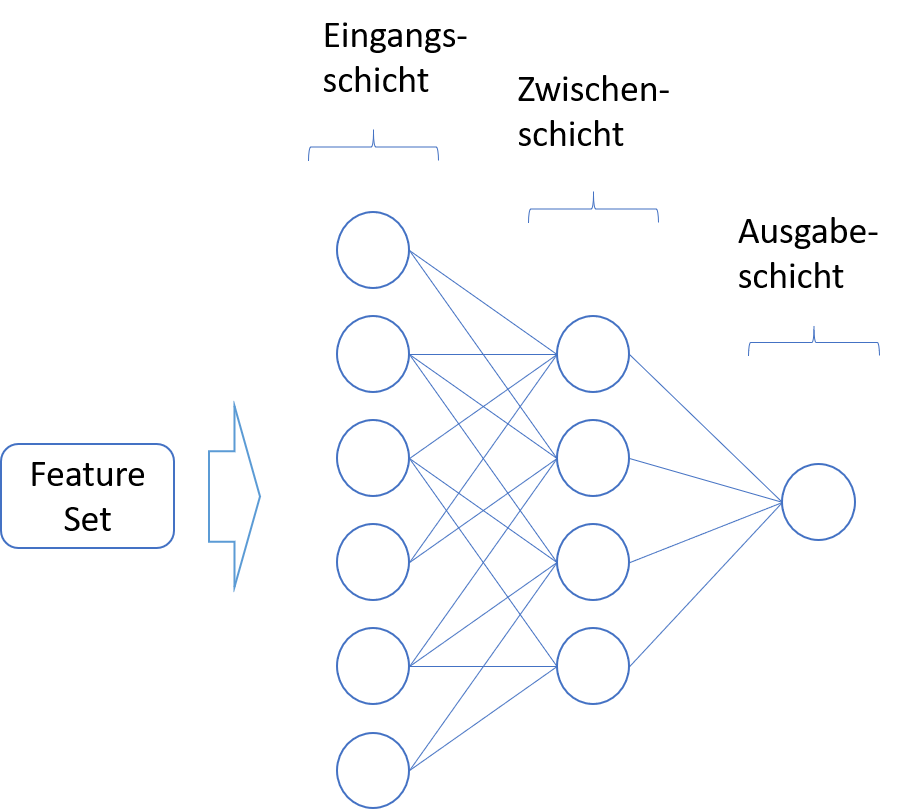 Eingangs-
schicht
Zwischen-
schicht
Ausgabe-
schicht
Feature
Set